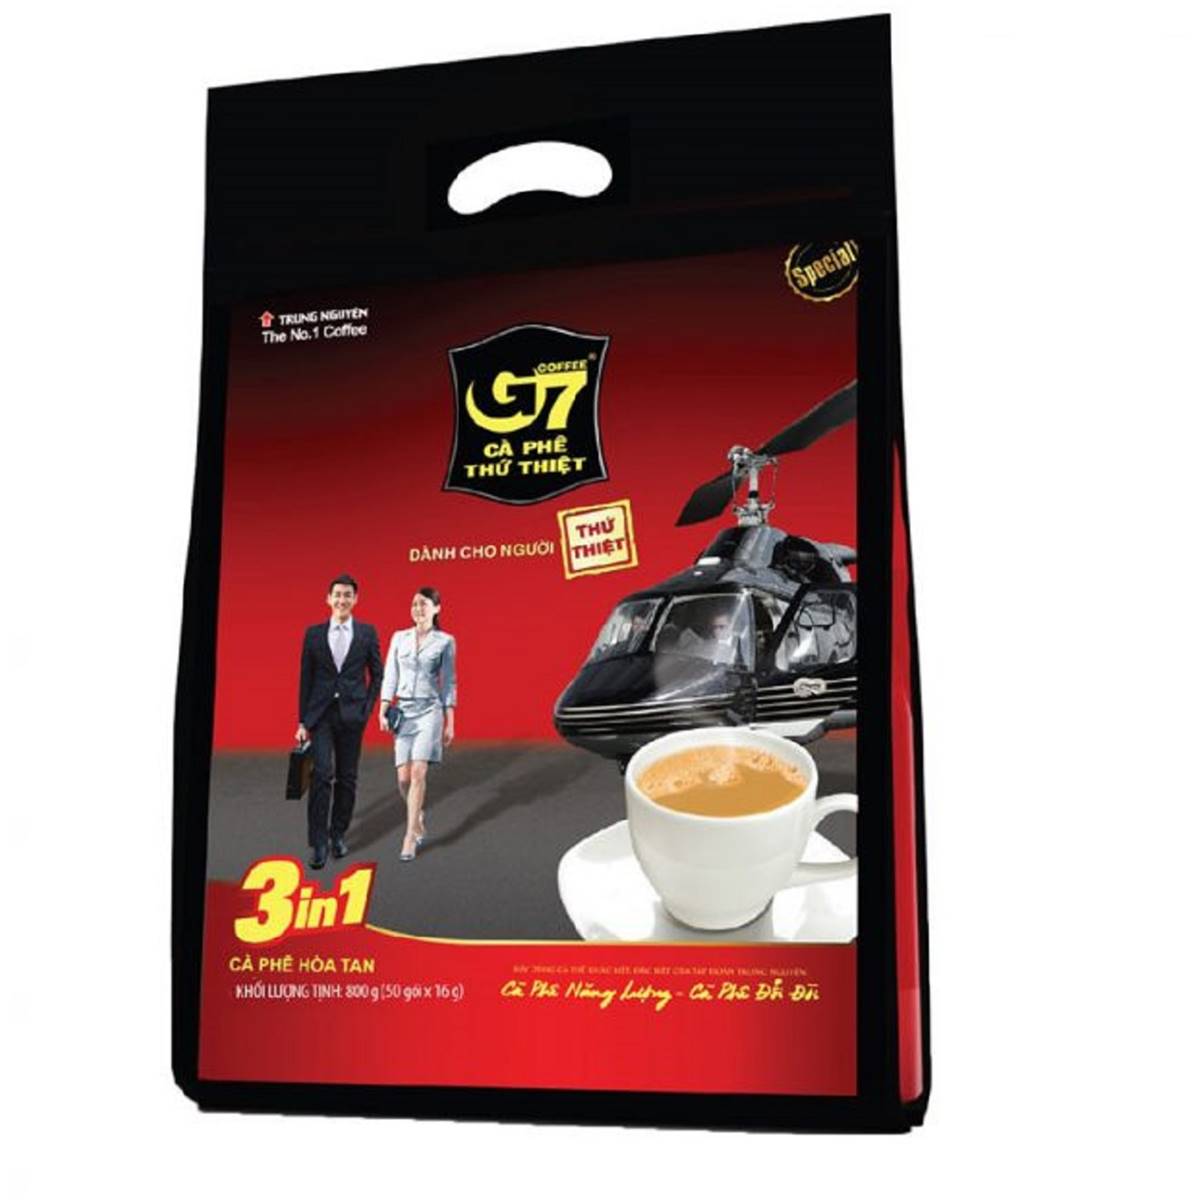 Special
TRUNG NGUYÊN
The No.1 Coffee
COFFEE
G7
CÀ PHÊ
THỨ THIỆT
DÀNH CHO NGƯỜI
THỨ
THIỆT
3in1
CÀ PHÊ HÒA TAN
KHỐI LƯỢNG TỊNH: 800 g (50 gói x 16 g)
Cà Phê Năng Lượng - Cà Phê Đổi Đời